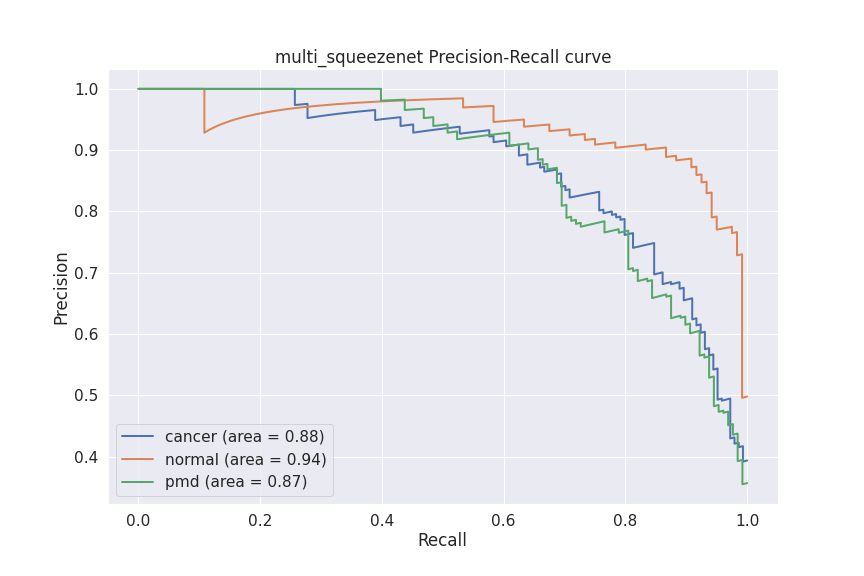 multi_squeezenet Precision-Recall curve
1.0
0.9
0.8
0.7
0.6
0.5
0.4
Precision
cancer (area = 0.88)
normal (area = 0.94)
pmd (area = 0.87)
0.0 0.2 0.4 0.6 0.8 1.0
Recall